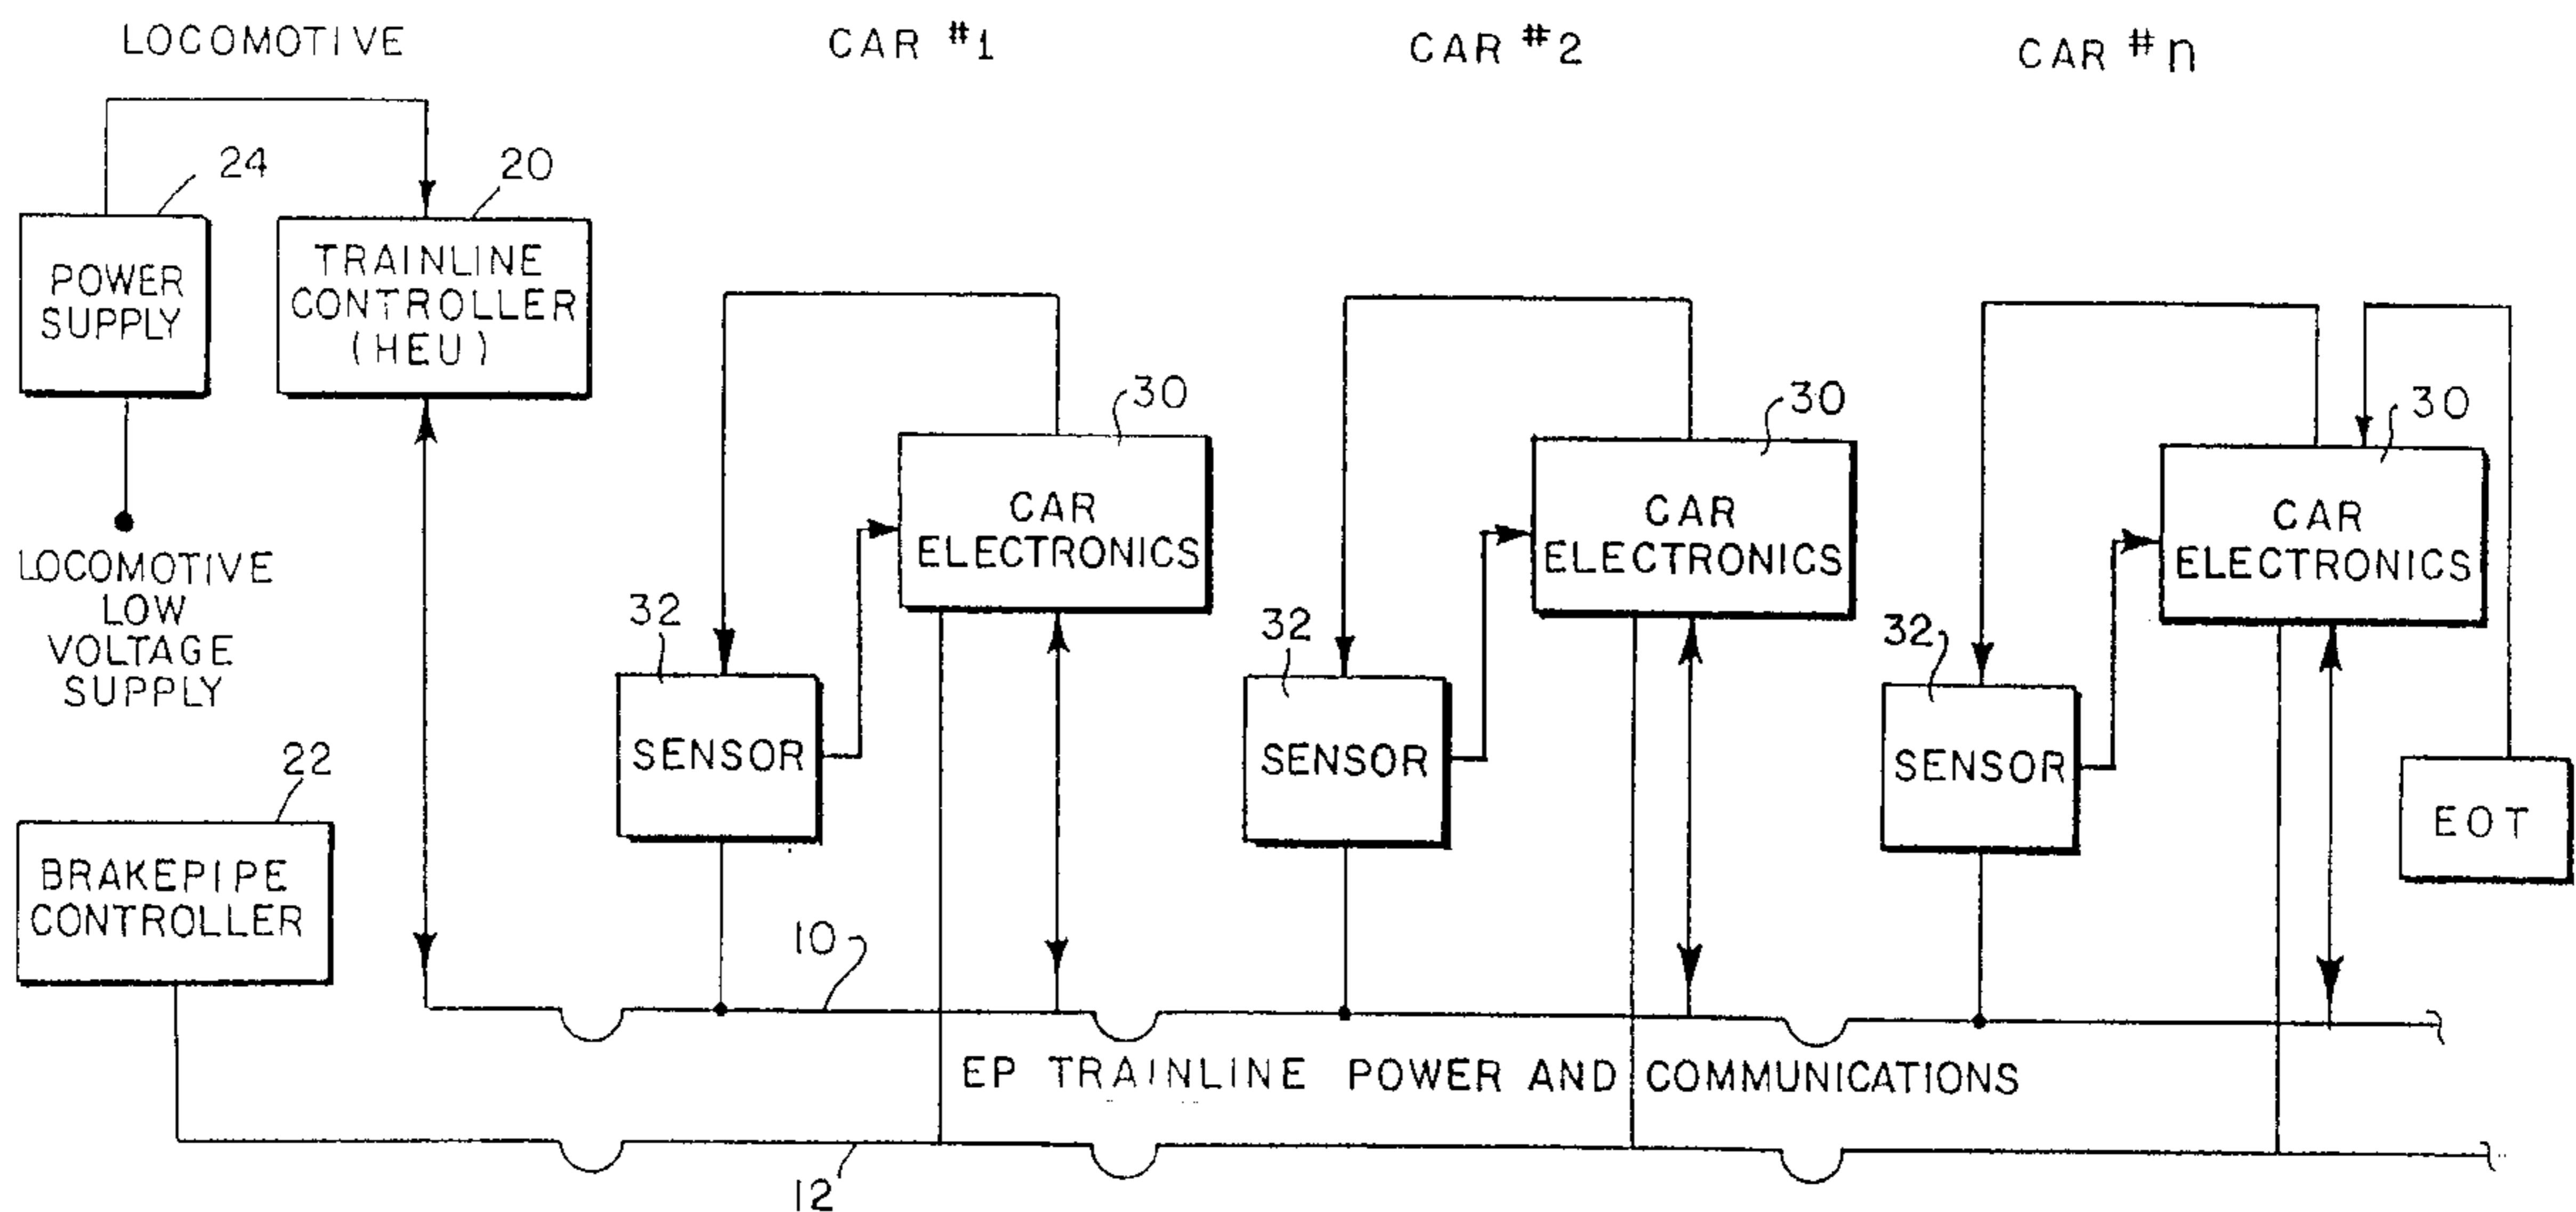 LOCOMOTIVE
CAR #1
CAR #2
CAR #n
24
20
POWER
SUPPLY
TRAINLINE
CONTROLLER
(HEU)
30
30
30
CAR
ELECTRONICS
CAR
ELECTRONICS
CAR
ELECTRONICS
LOCOMOTIVE
LOW
VOLTAGE
SUPPLY
32
32
32
SENSOR
SENSOR
SENSOR
22
EOT
BRAKEPIPE
CONTROLLER
10
EP TRAINLINE POWER AND COMMUNICATIONS
12